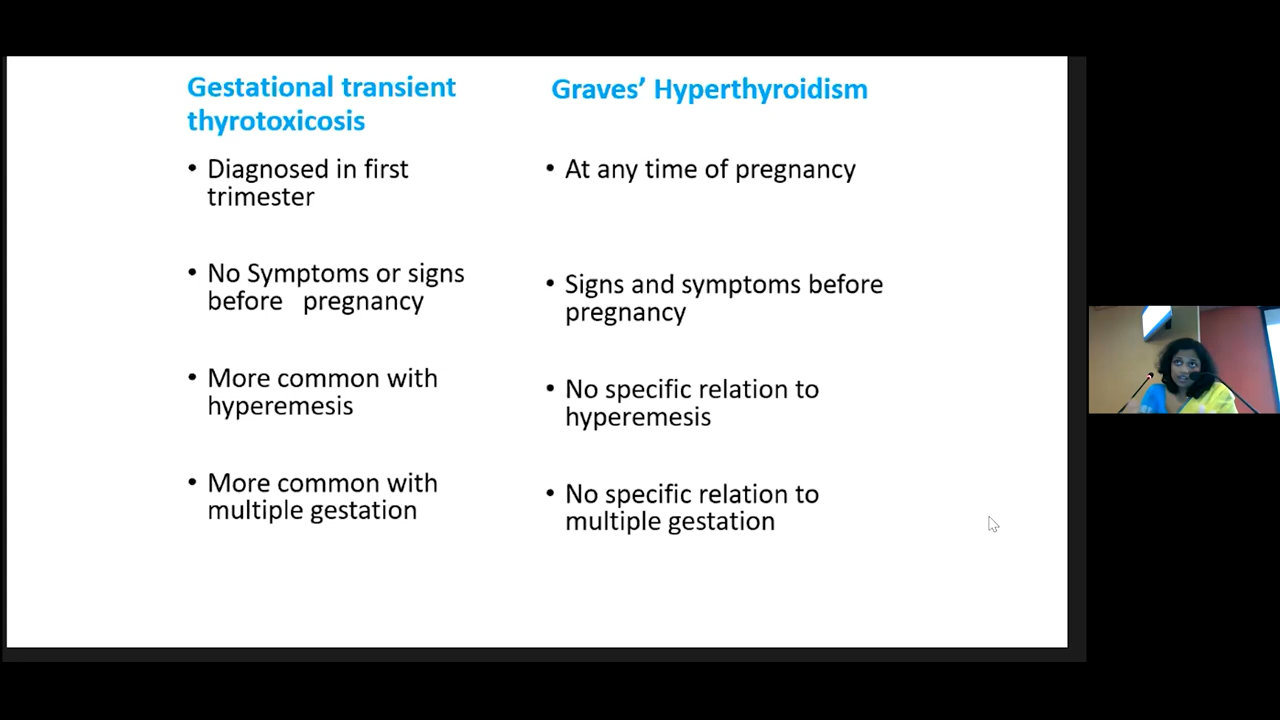 Gestational transient
thyrotoxicosis
• Diagnosed in first
trimester
• No Symptoms or signs
before pregnancy
• More common with
hyperemesis
• More common with
multiple gestation
Graves’ Hyperthyroidism
• At any time of pregnancy
• Signs and symptoms before
pregnancy
• No specific relation to
hyperemesis
• No specific relation to
multiple gestation